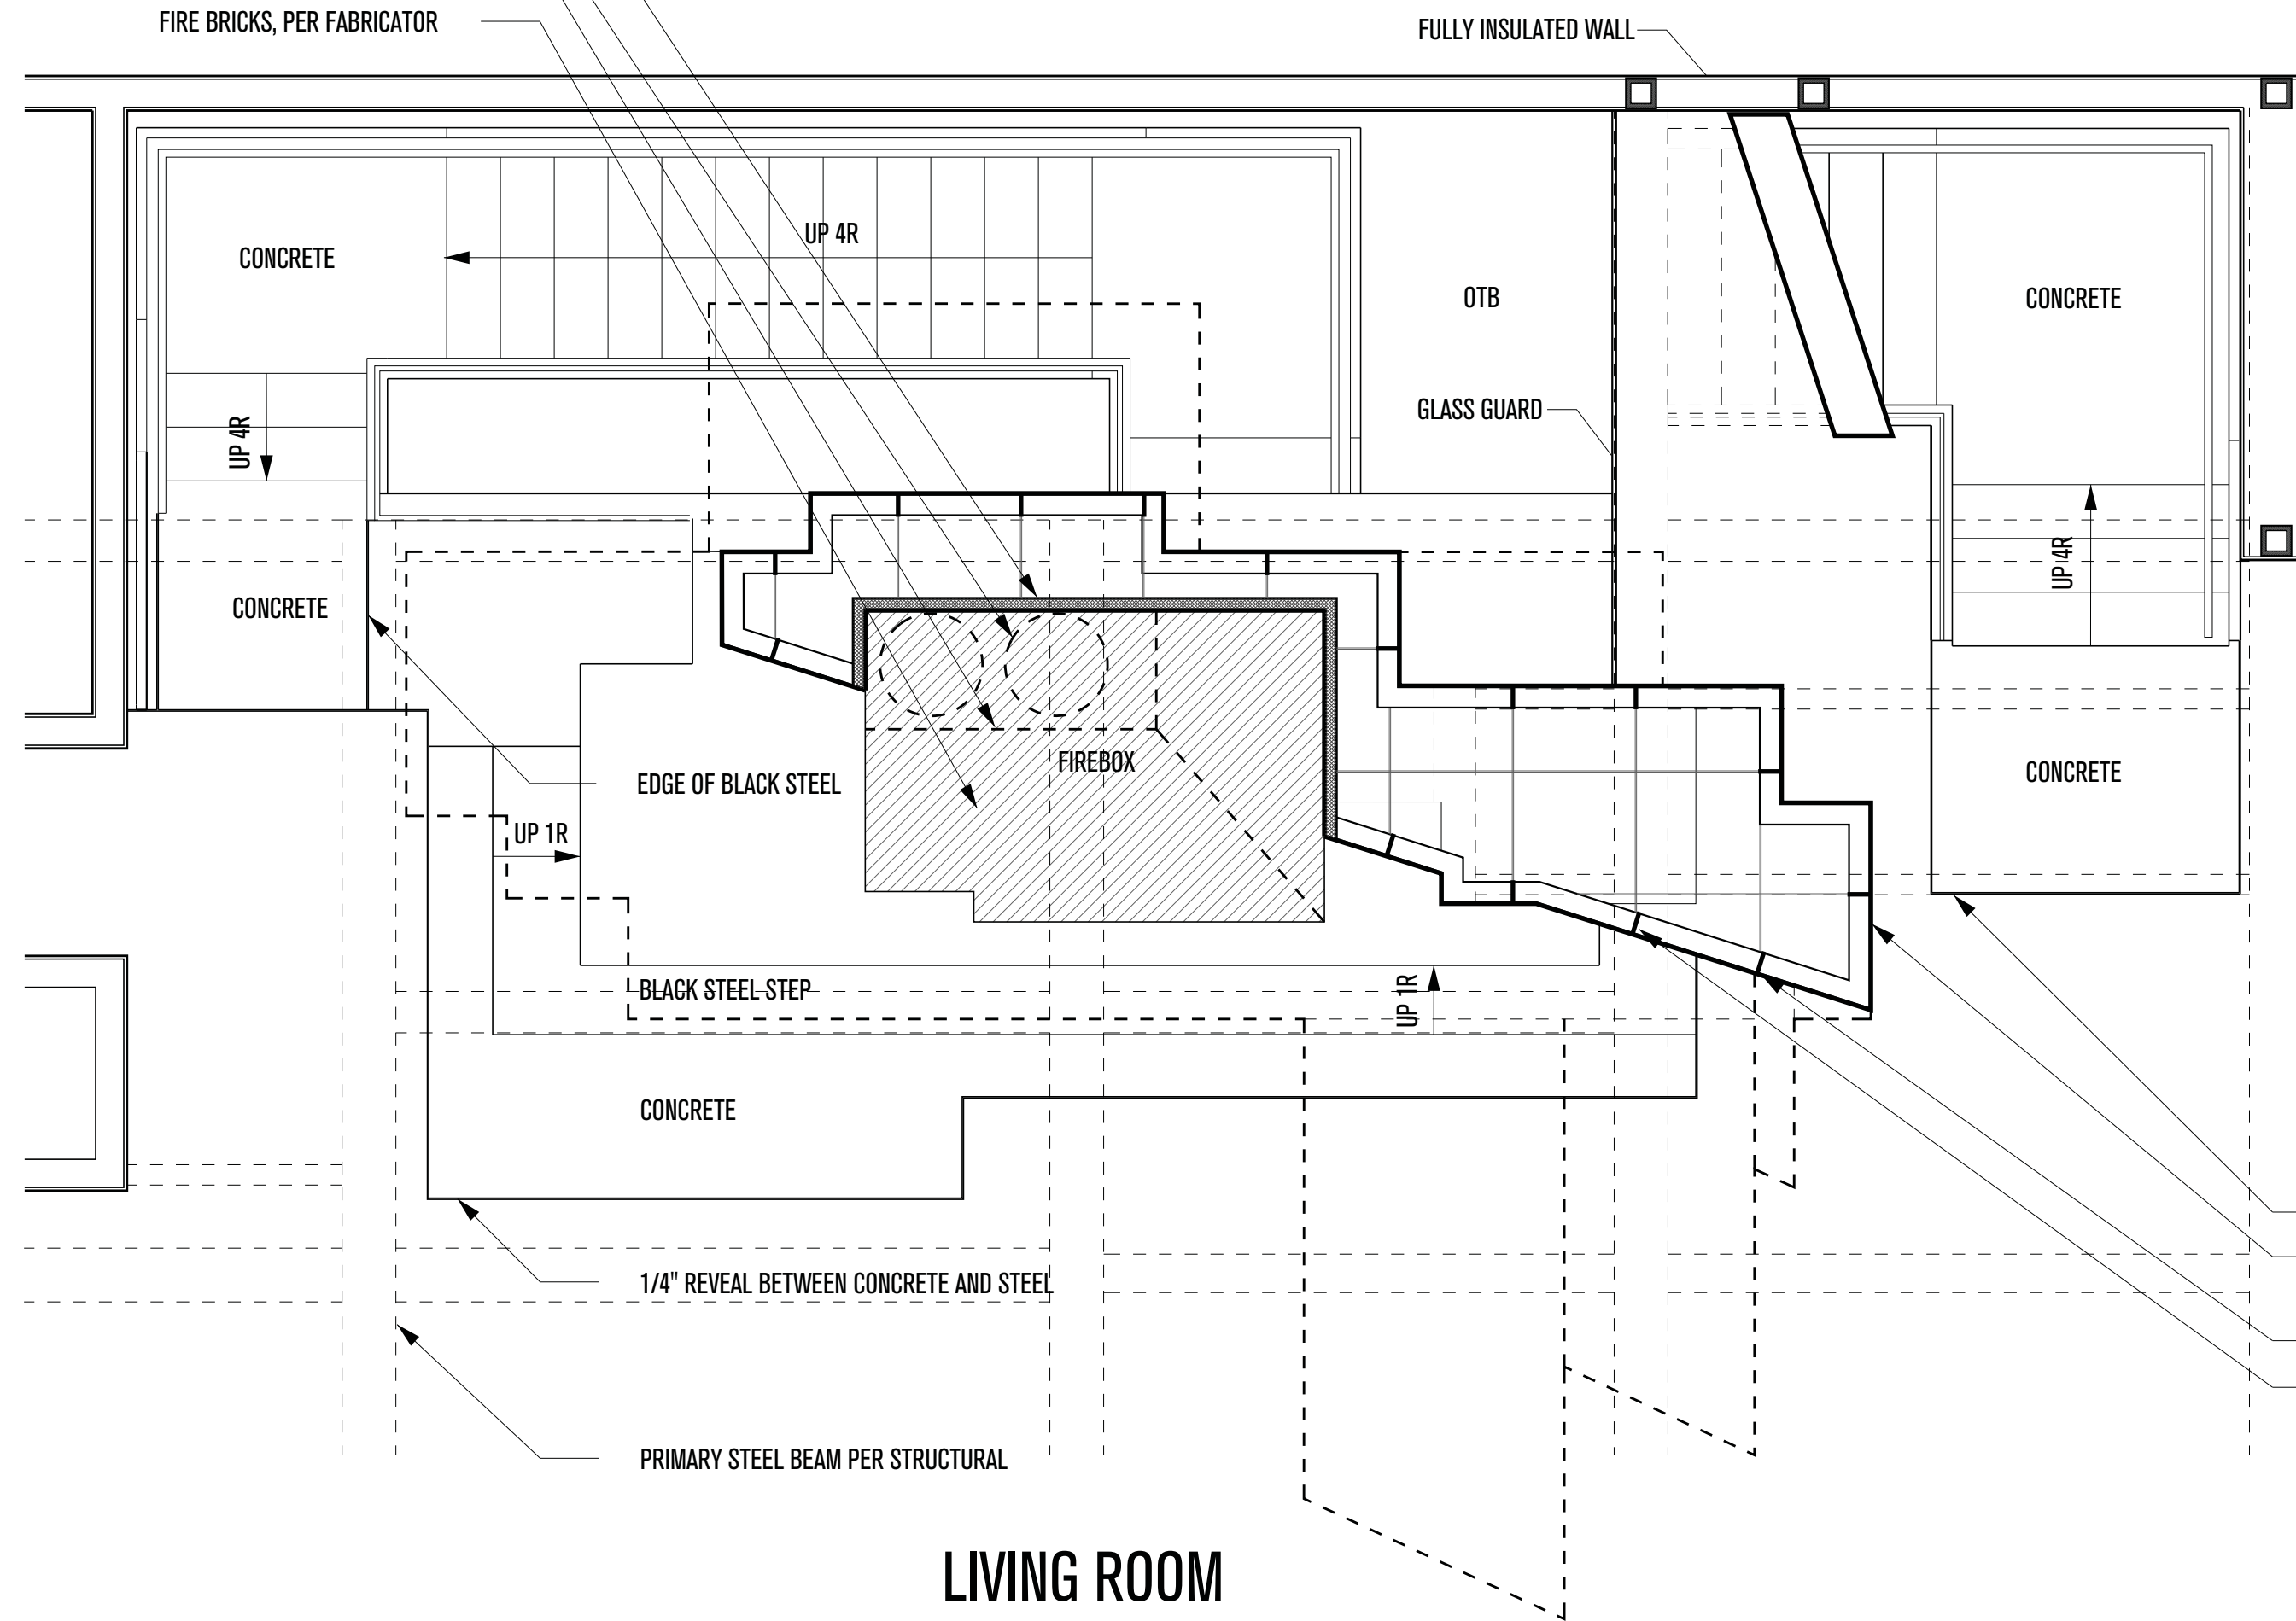 FIRE BRICKS, PER FABRICATOR
FULLY INSULATED WALL
UP 4R
CONCRETE
OTB
CONCRETE
GLASS GUARD
UP 4R
UP 4R
CONCRETE
FIREBOX
CONCRETE
EDGE OF BLACK STEEL
UP 1R
BLACK STEEL STEP
UP 1R
CONCRETE
1/4" REVEAL BETWEEN CONCRETE AND STEEL
PRIMARY STEEL BEAM PER STRUCTURAL
LIVING ROOM